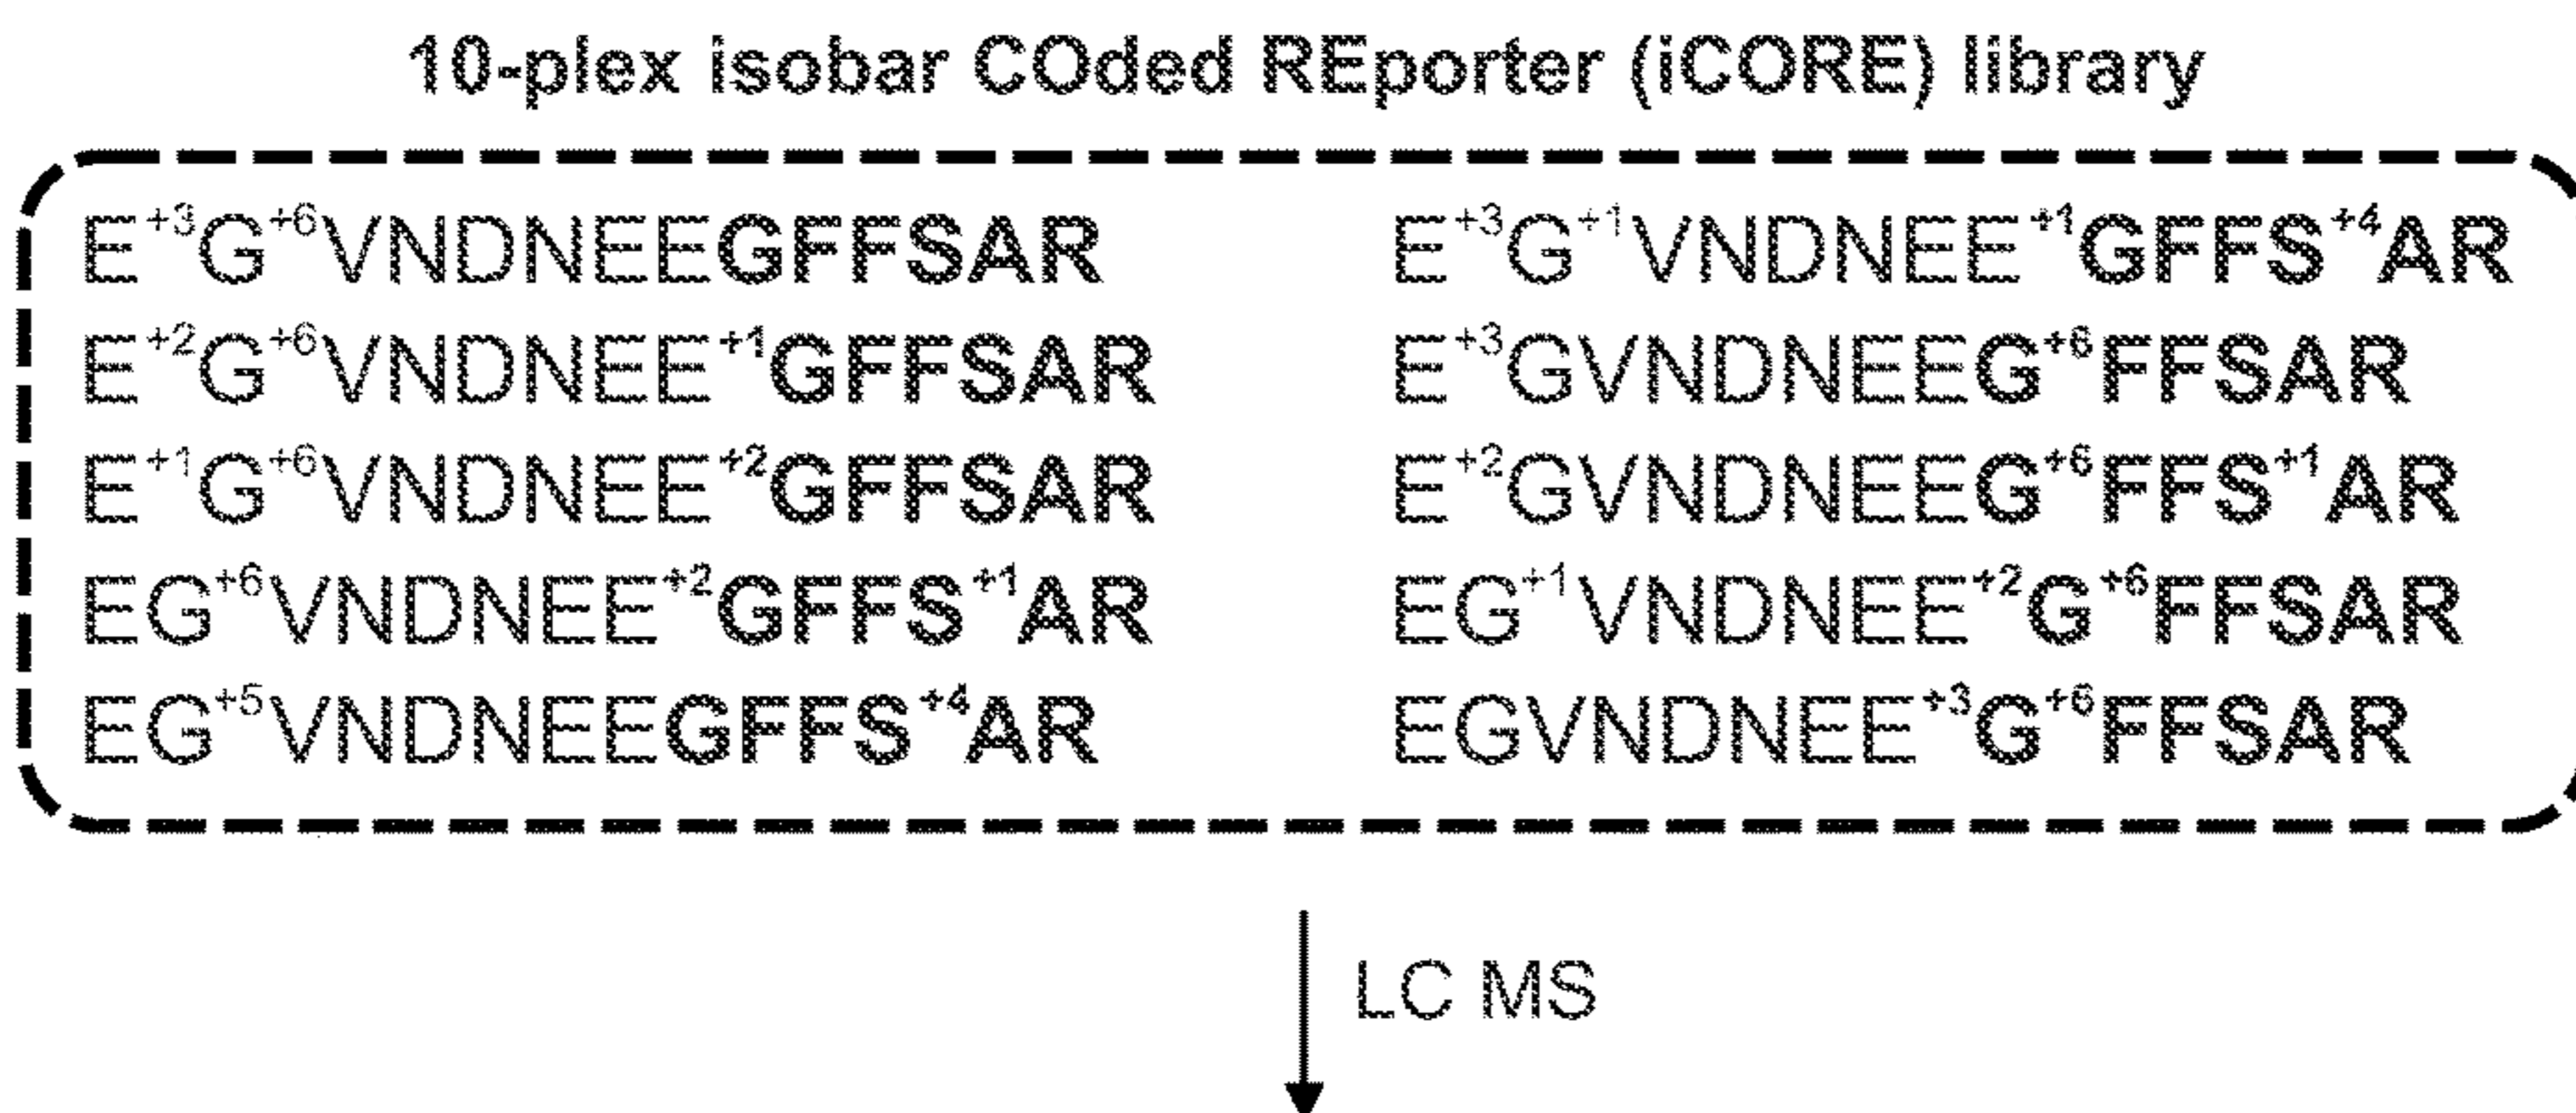 10-plex isobar COded REporter (iCORE) library
E⁺³G⁺⁶VNDNEEGFFSAR
E⁺²G⁺⁶VNDNEE⁺¹GFFSAR
E⁺¹G⁺⁶VNDNEE⁺²GFFSAR
EG⁺⁶VNDNEE⁺²GFFS⁺¹AR
EG⁺⁵VNDNEEGFFS⁺⁴AR
E⁺³G⁺¹VNDNEE⁺¹GFFS⁺⁴AR
E⁺³GVNDNEEG⁺⁶FFSAR
E⁺²GVNDNEEG⁺⁶FFS⁺¹AR
EG⁺¹VNDNEE⁺²G⁺⁶FFSAR
EGVNDNEE⁺³G⁺⁶FFSAR
LC MS